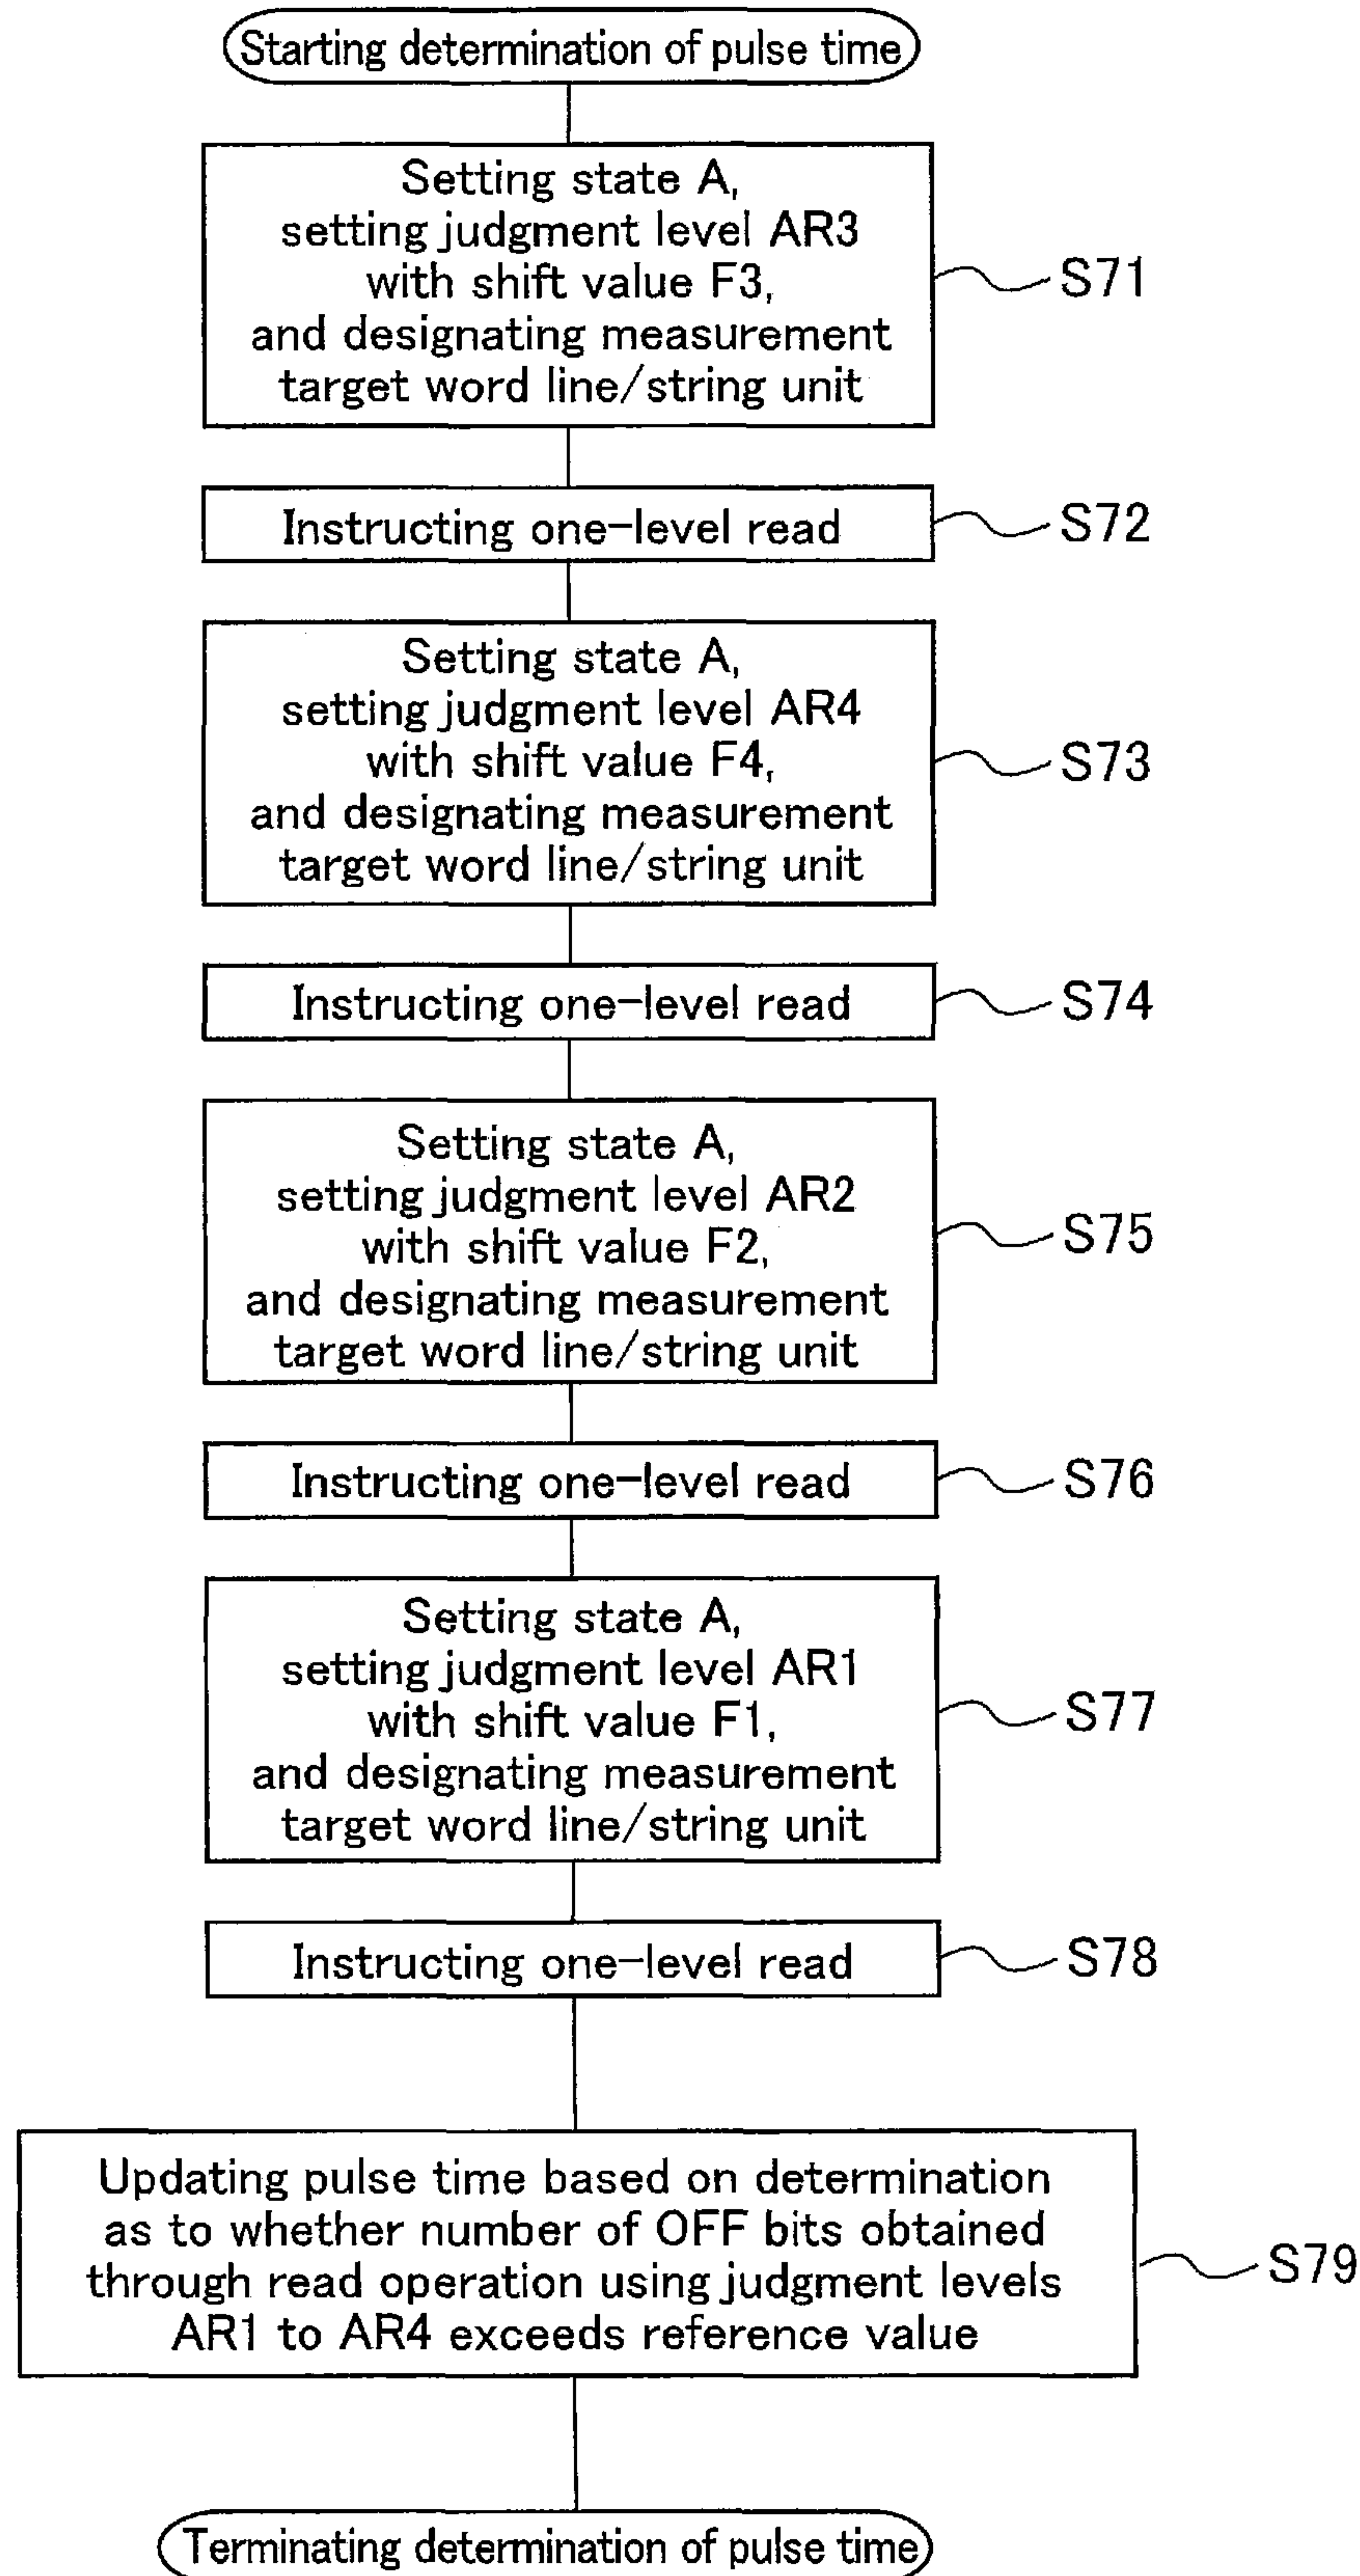 Starting determination of pulse time
Setting state A,
setting judgment level AR3
with shift value F3,
and designating measurement
target word line/string unit
S71
Instructing one-level read
S72
Setting state A,
setting judgment level AR4
with shift value F4,
and designating measurement
target word line/string unit
S73
Instructing one-level read
S74
Setting state A,
setting judgment level AR2
with shift value F2,
and designating measurement
target word line/string unit
S75
Instructing one-level read
S76
Setting state A,
setting judgment level AR1
with shift value F1,
and designating measurement
target word line/string unit
S77
Instructing one-level read
S78
Updating pulse time based on determination
as to whether number of OFF bits obtained
through read operation using judgment levels
AR1 to AR4 exceeds reference value
S79
Terminating determination of pulse time